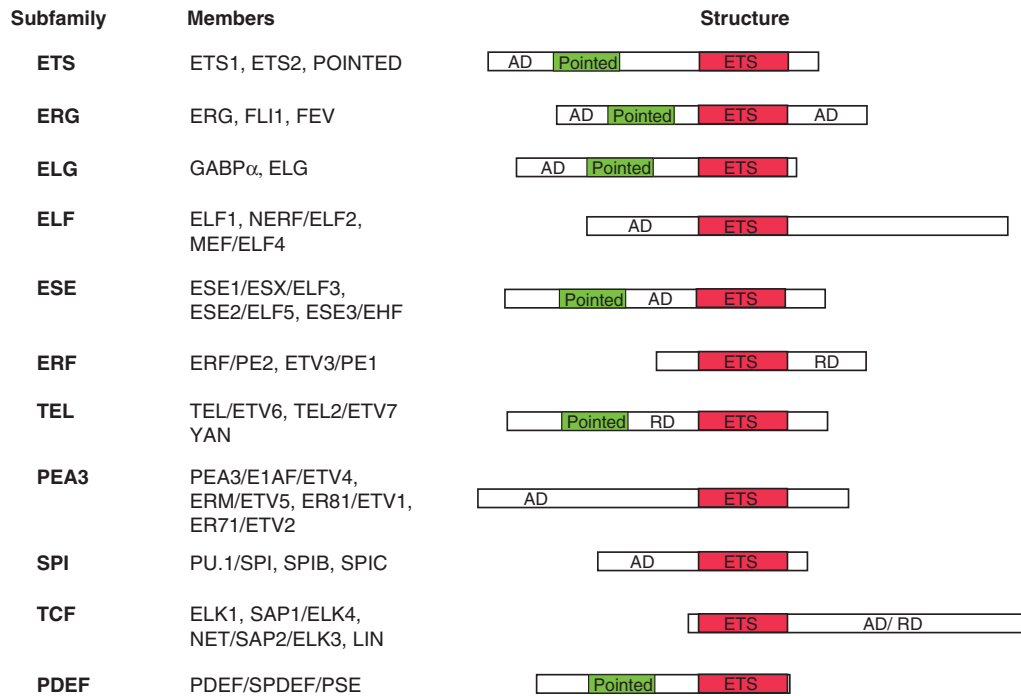 Subfamily Members Structure
ETS ETS1, ETS2, POINTED AD Pointed ETS
ERG ERG, FLI1, FEV AD Pointed ETS AD
ELG GABPα, ELG AD Pointed ETS
ELF ELF1, NERF/ELF2, AD ETS
MEF/ELF4
ESE ESE1/ESX/ELF3, Pointed AD ETS
ESE2/ELF5, ESE3/EHF
ERF ERF/PE2, ETV3/PE1 ETS RD
TEL TEL/ETV6, TEL2/ETV7 Pointed RD ETS
YAN
PEA3 PEA3/E1AF/ETV4,
ERM/ETV5, ER81/ETV1, AD ETS
ER71/ETV2
SPI PU.1/SPI, SPIB, SPIC AD ETS
TCF ELK1, SAP1/ELK4, ETS AD/ RD
NET/SAP2/ELK3, LIN
PDEF PDEF/SPDEF/PSE Pointed ETS